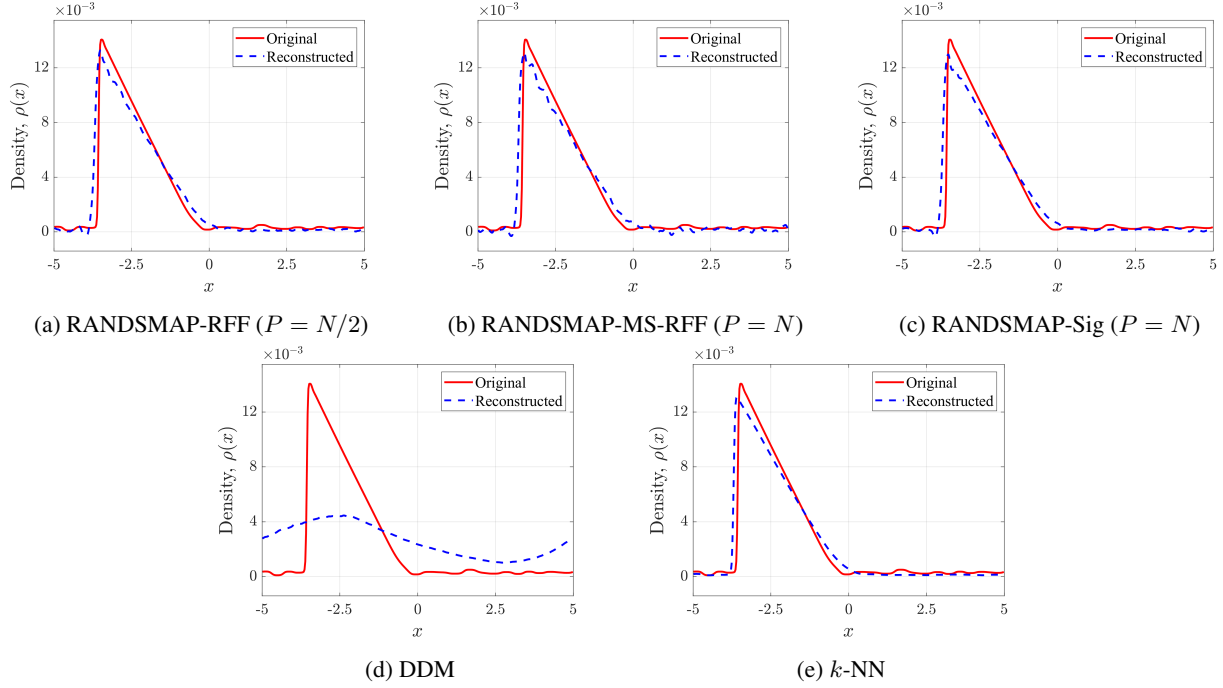 ×10⁻³ ×10⁻³ ×10⁻³
Original Original Original
Reconstructed Reconstructed Reconstructed
12 12 12
8 8 8
4 4 4
0 0 0
Density, ρ(x) Density, ρ(x) Density, ρ(x)
-5 -2.5 0 2.5 5 -5 -2.5 0 2.5 5 -5 -2.5 0 2.5 5
x x x
(a) RANDSMAP-RFF (P = N/2) (b) RANDSMAP-MS-RFF (P = N) (c) RANDSMAP-Sig (P = N)
×10⁻³ ×10⁻³
Original Original
Reconstructed Reconstructed
12 12
8 8
4 4
0 0
Density, ρ(x) Density, ρ(x)
-5 -2.5 0 2.5 5 -5 -2.5 0 2.5 5
x x
(d) DDM (e) k-NN